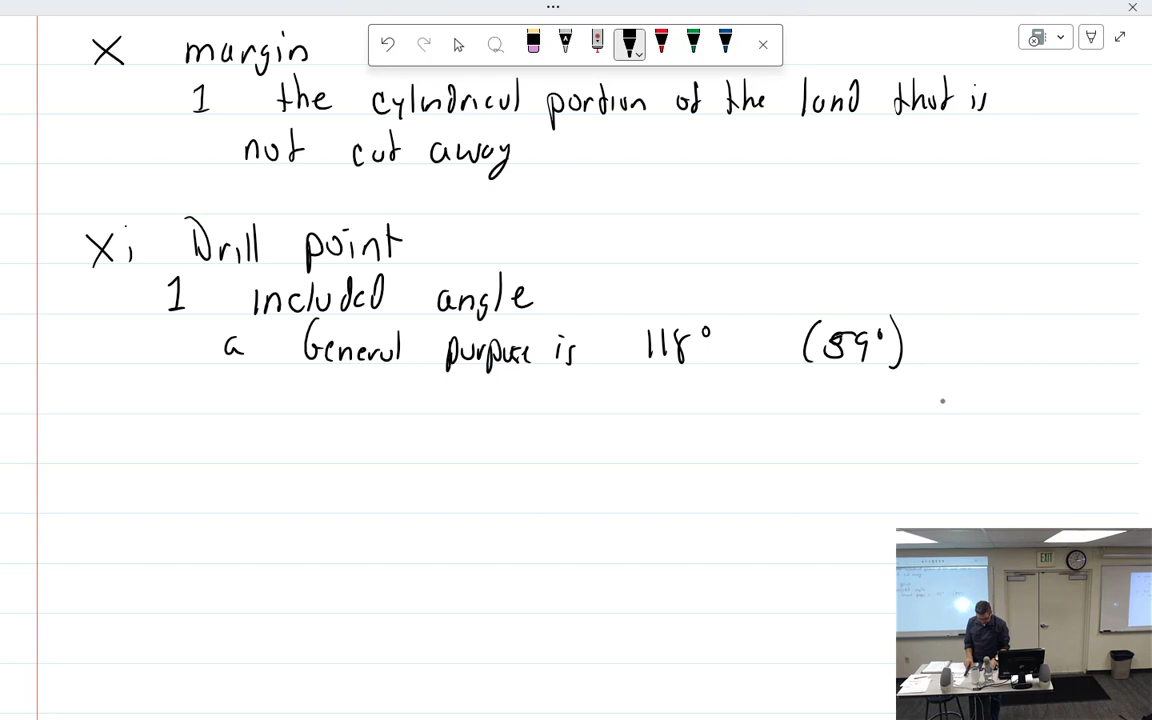 X margin
1 the cylindrical portion of the land that is
not cut away
Xi Drill point
1 included angle
a General purpose is 118° (59°)
EXIT